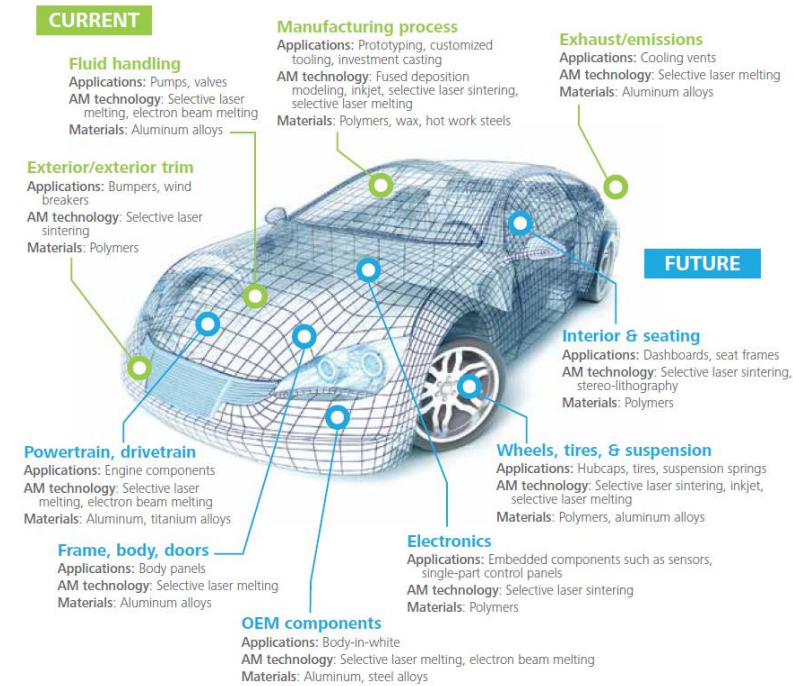 CURRENT
Fluid handling
Applications: Pumps, valves
AM technology: Selective laser
melting, electron beam melting
Materials: Aluminum alloys
Manufacturing process
Applications: Prototyping, customized
tooling, investment casting
AM technology: Fused deposition
modeling, inkjet, selective laser sintering,
selective laser melting
Materials: Polymers, wax, hot work steels
Exhaust/emissions
Applications: Cooling vents
AM technology: Selective laser melting
Materials: Aluminum alloys
Exterior/exterior trim
Applications: Bumpers, wind
breakers
AM technology: Selective laser
sintering
Materials: Polymers
FUTURE
Interior & seating
Applications: Dashboards, seat frames
AM technology: Selective laser sintering,
stereo-lithography
Materials: Polymers
Powertrain, drivetrain
Applications: Engine components
AM technology: Selective laser
melting, electron beam melting
Materials: Aluminum, titanium alloys
Wheels, tires, & suspension
Applications: Hubcaps, tires, suspension springs
AM technology: Selective laser sintering, inkjet,
selective laser melting
Materials: Polymers, aluminum alloys
Frame, body, doors
Applications: Body panels
AM technology: Selective laser melting
Materials: Aluminum alloys
Electronics
Applications: Embedded components such as sensors,
single-part control panels
AM technology: Selective laser sintering
Materials: Polymers
OEM components
Applications: Body-in-white
AM technology: Selective laser melting, electron beam melting
Materials: Aluminum, steel alloys